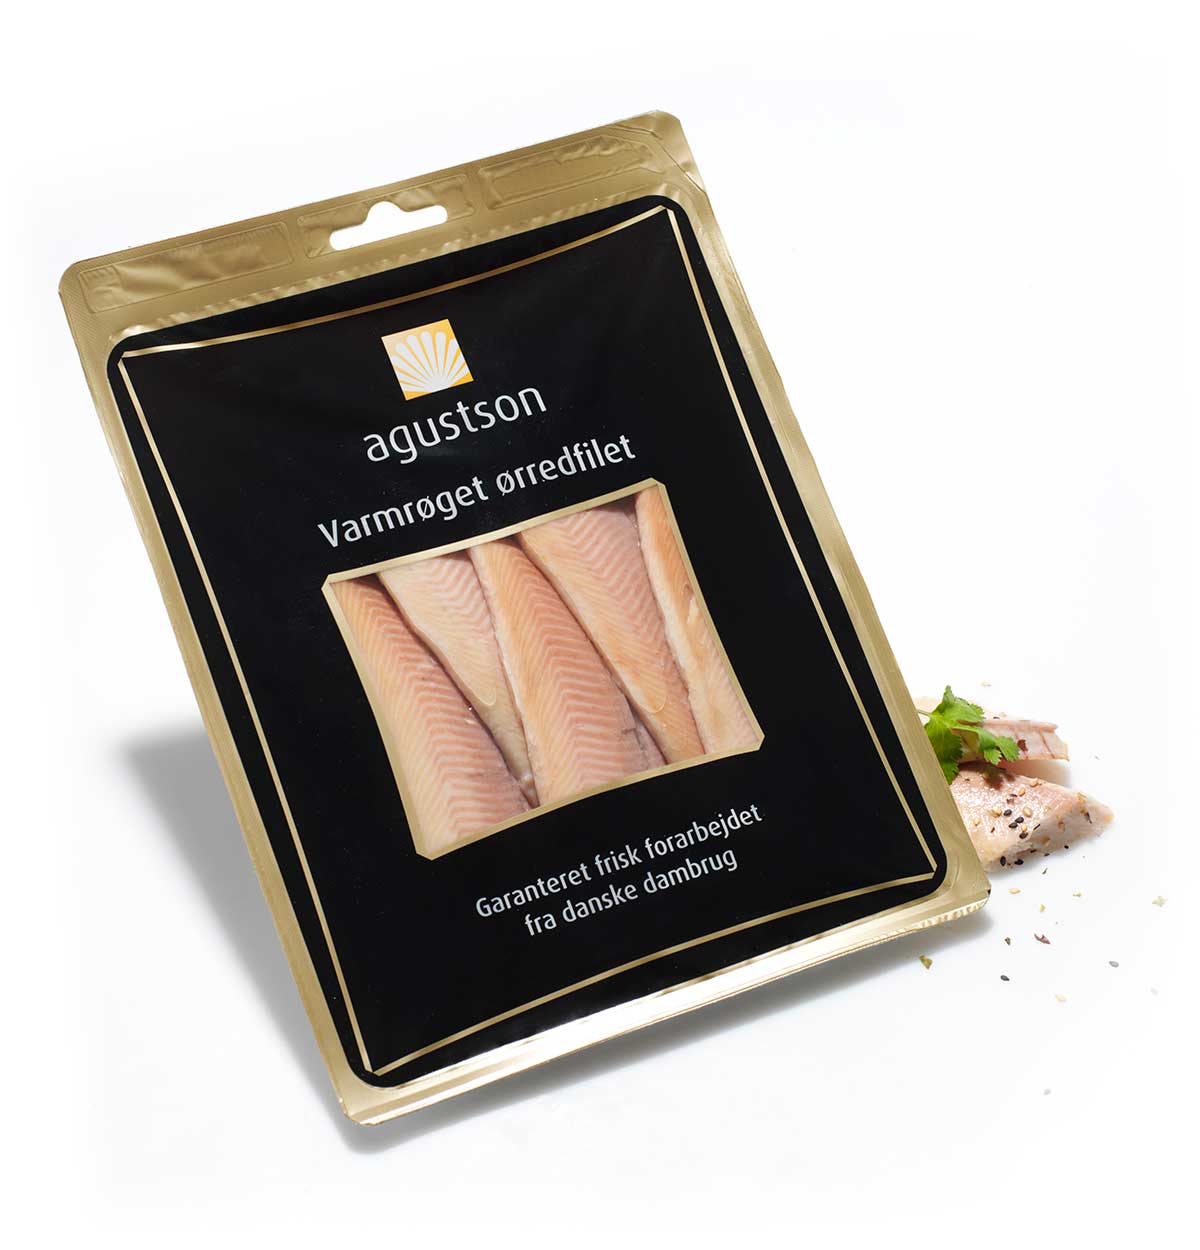 agustson
Varmrøget ørredfilet
Garanteret frisk forarbejdet
fra danske dambrug